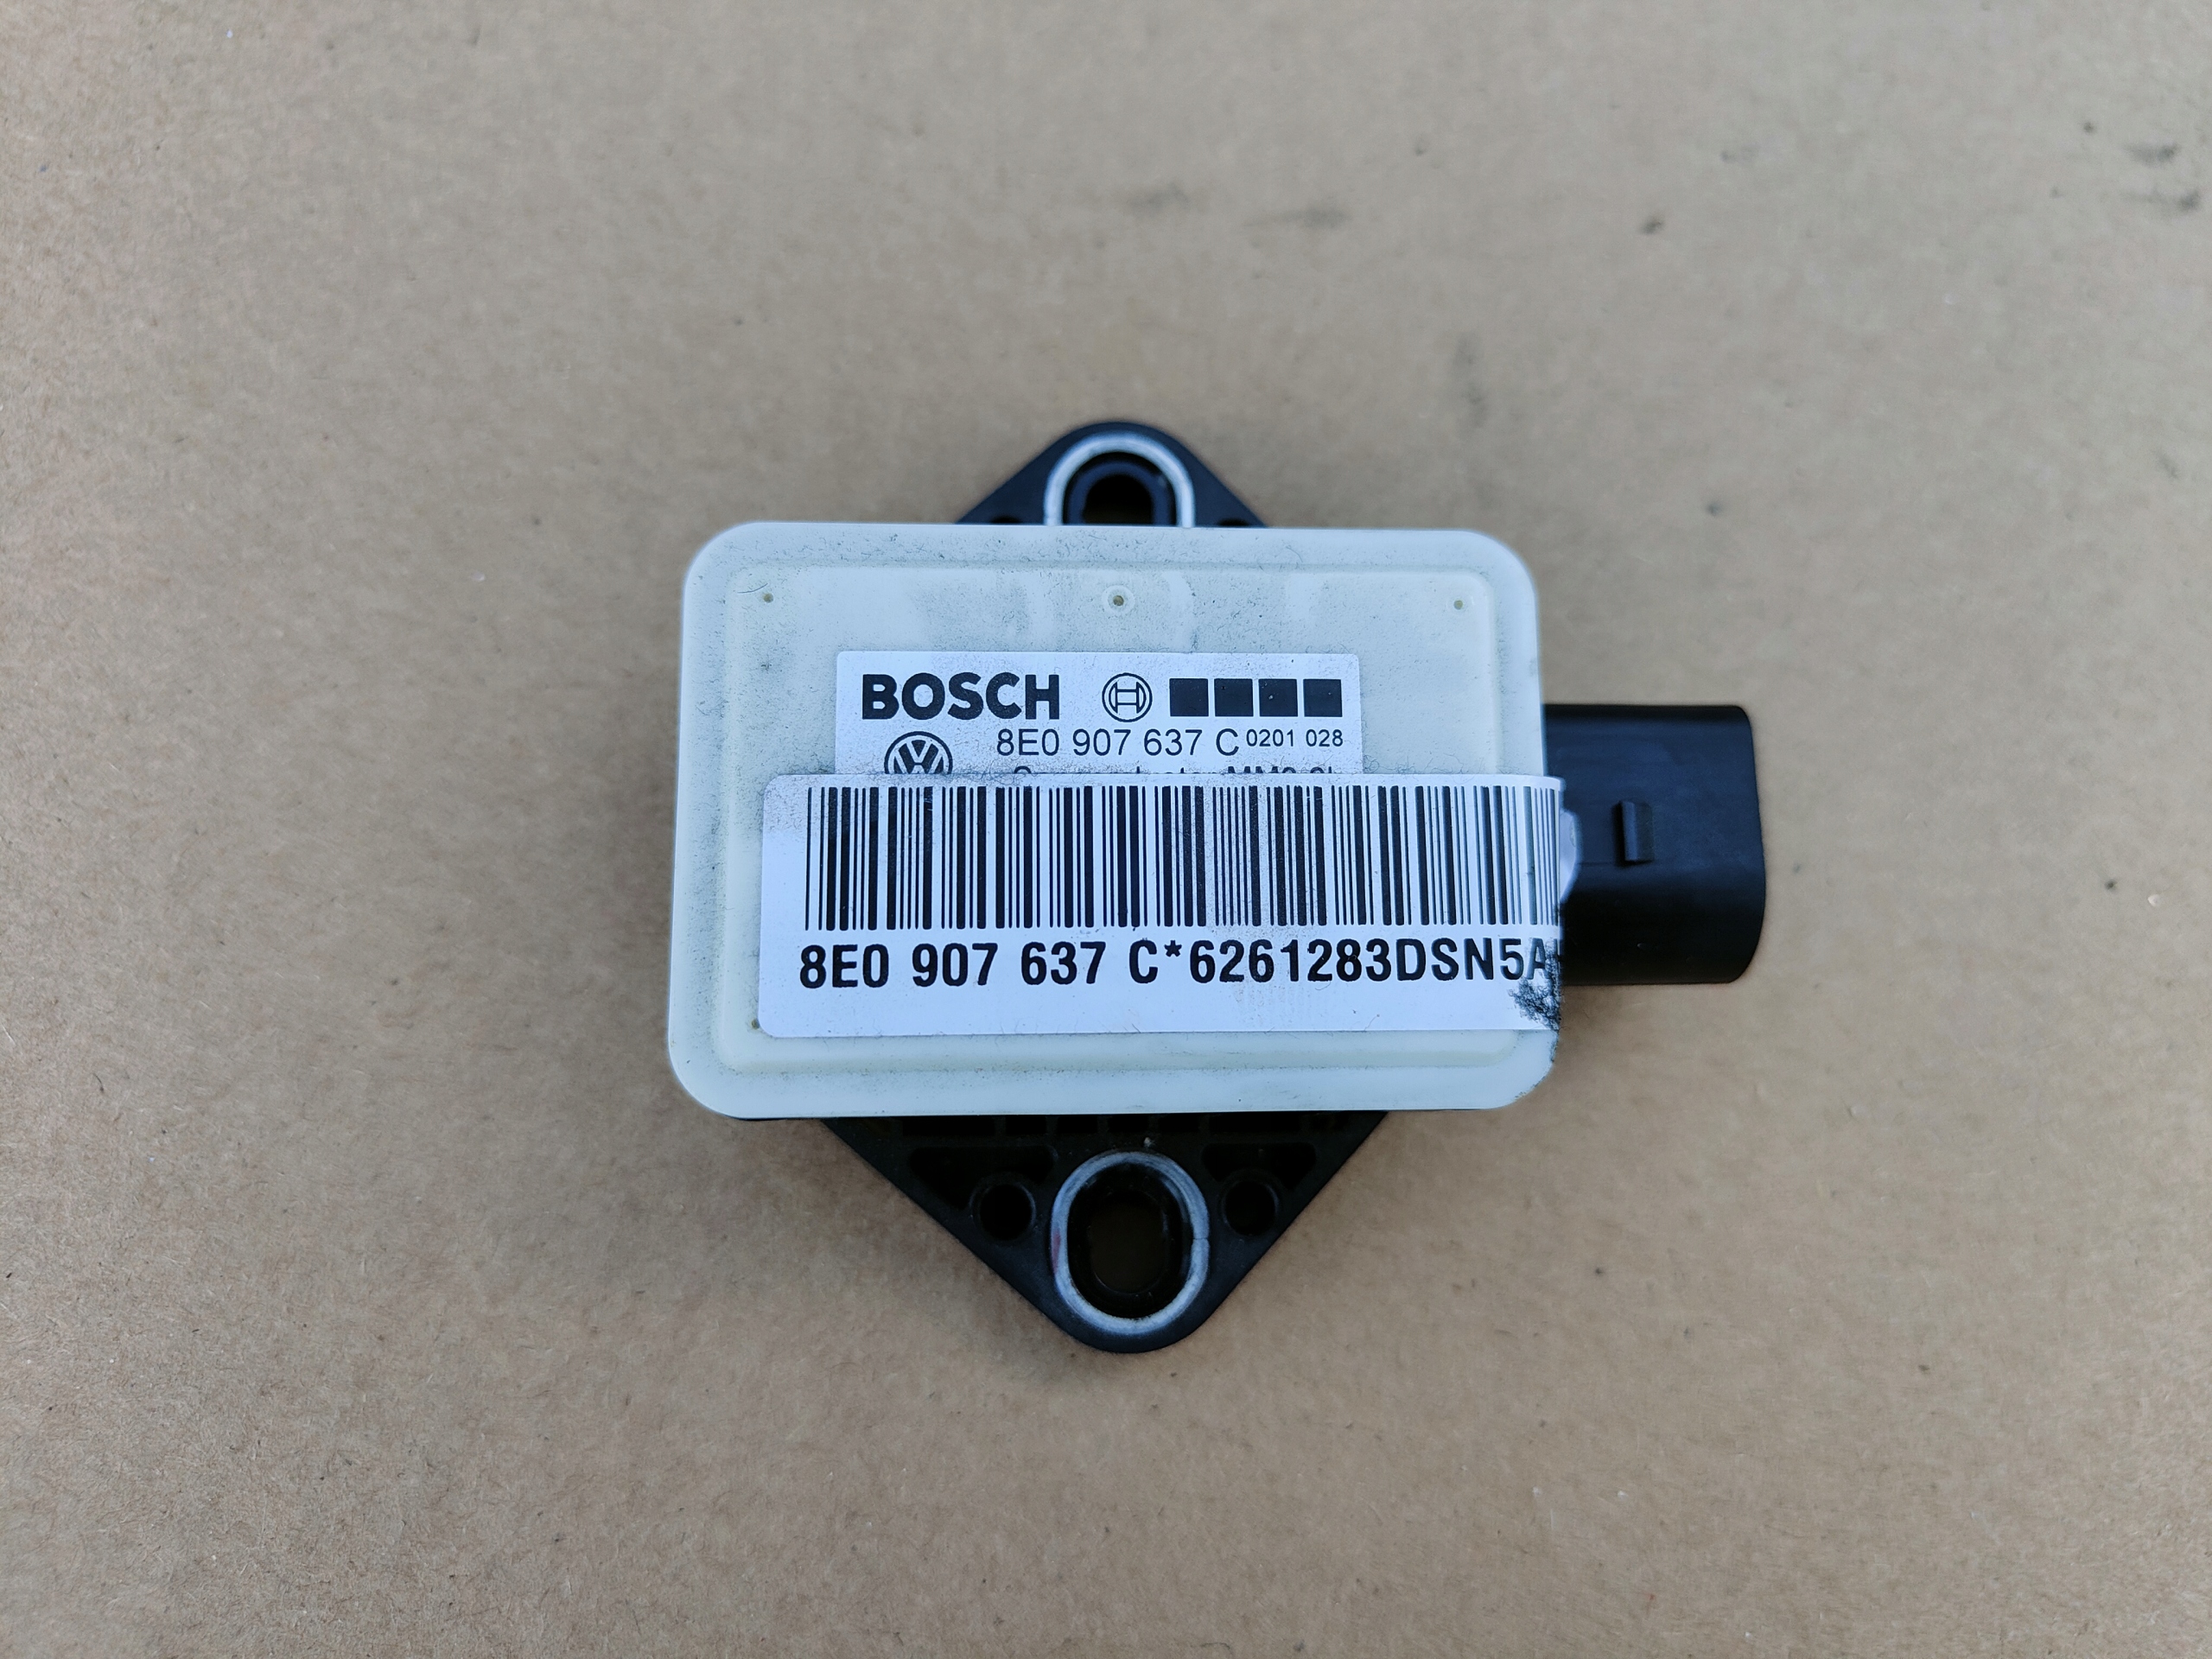 BOSCH
8E0 907 637 C 0201 028
8E0 907 637 C*6261283DSN5A